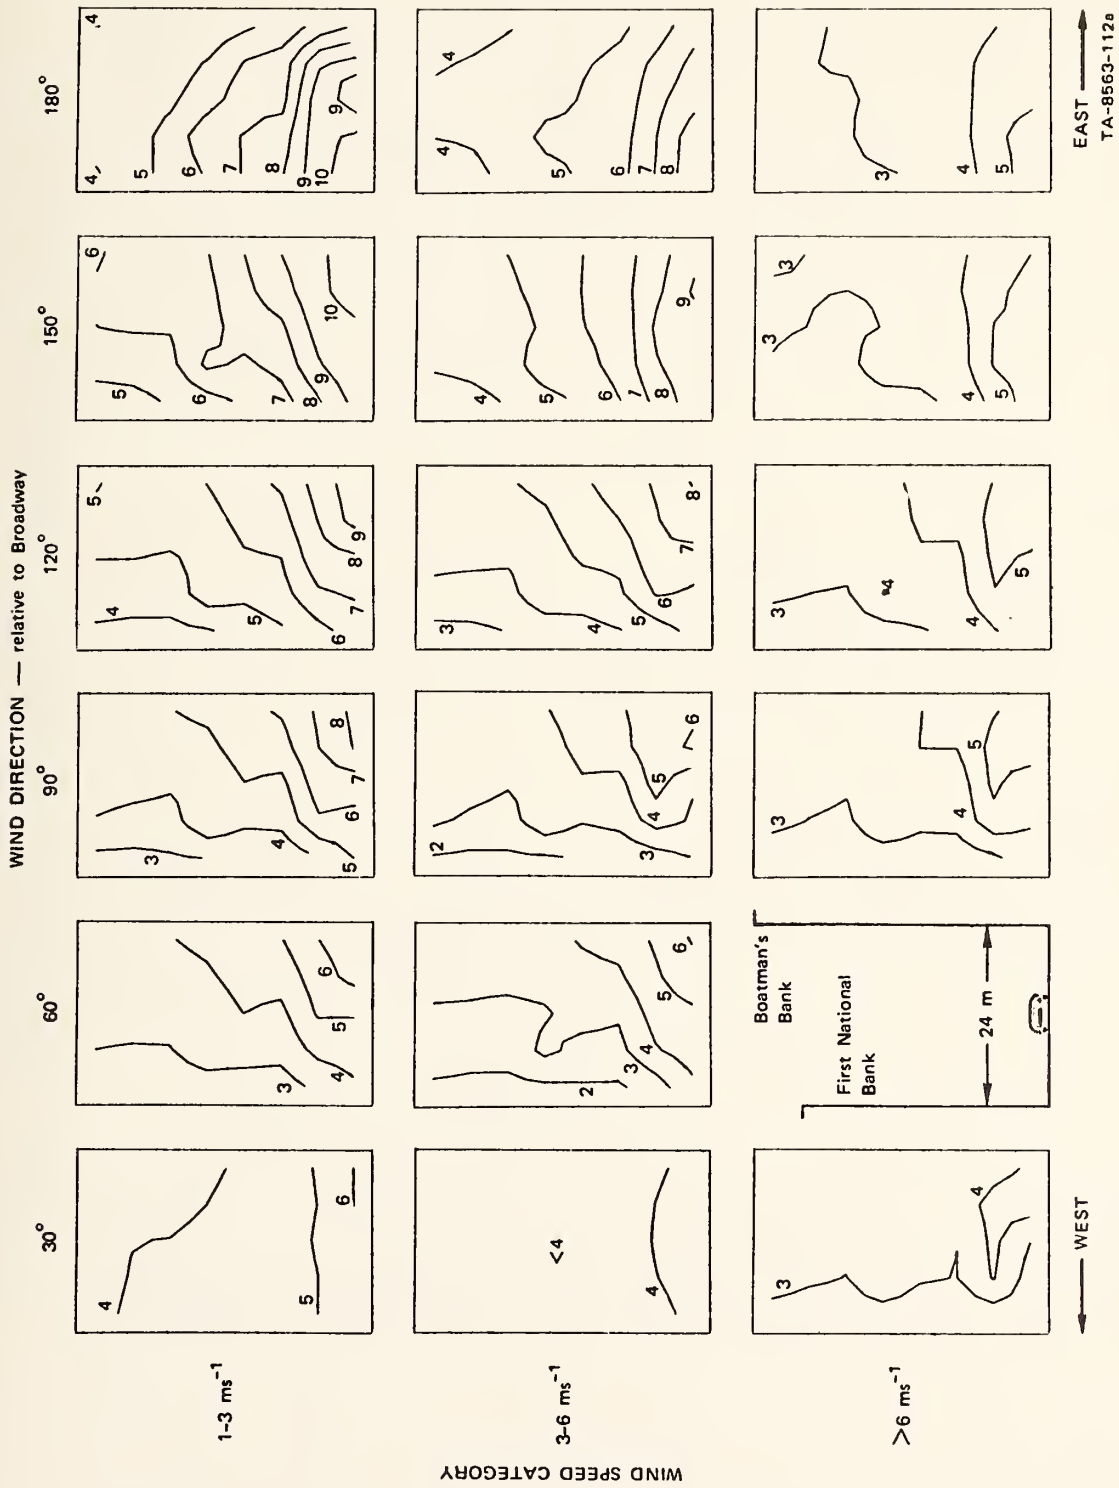 WIND DIRECTION — relative to Broadway
30° 60° 90° 120° 150° 180°
WIND SPEED CATEGORY
1-3 ms⁻¹
4 5 6
3 4 5 6
3 4 5 6 7 8
4 5 5 6 7 8 9
5 6 6 7 8 9 10
4 4 5 6 7 8 9 10 9
3-6 ms⁻¹
<4 4
2 3 4 5 6
2 3 4 5 6
3 4 5 6 7 8
4 5 6 7 8 9
4 4 5 6 7 8
>6 ms⁻¹
3 4
Boatman's
Bank
First National
Bank
24 m
3 4 5
3 4 4 5
3 3 4 5
3 4 5
WEST
EAST
TA-8563-112a